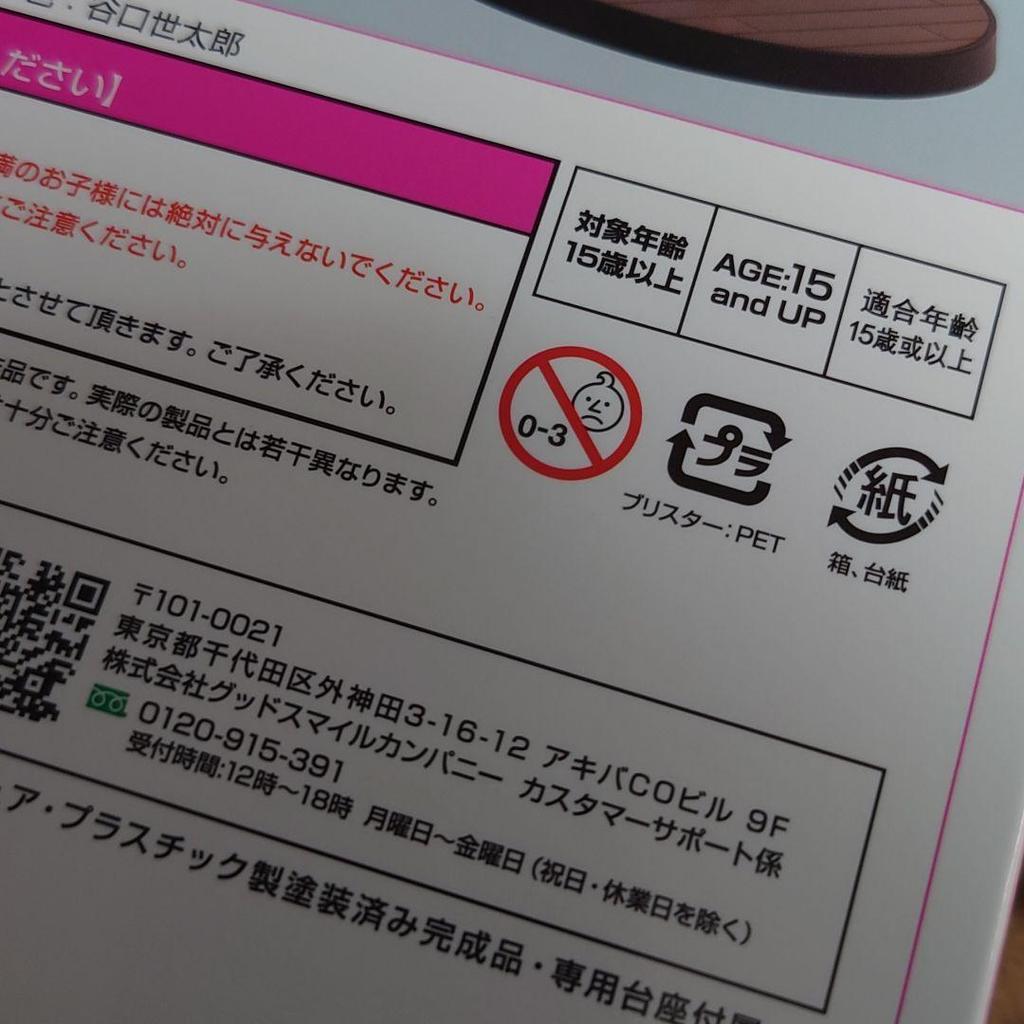 ：谷口世太郎
ださい】
満のお子様には絶対に与えないでください。
ご注意ください。
とさせて頂きます。ご了承ください。
品です。実際の製品とは若干異なります。
十分ご注意ください。
対象年齢
15歳以上
AGE:15
and UP
適合年齢
15歳或以上
0-3
プラ
ブリスター：PET
紙
箱、台紙
〒101-0021
東京都千代田区外神田3-16-12 アキバCOビル 9F
株式会社グッドスマイルカンパニー カスタマーサポート係
0120-915-391
受付時間:12時～18時 月曜日～金曜日(祝日・休業日を除く)
ア・プラスチック製塗装済み完成品・専用台座付属